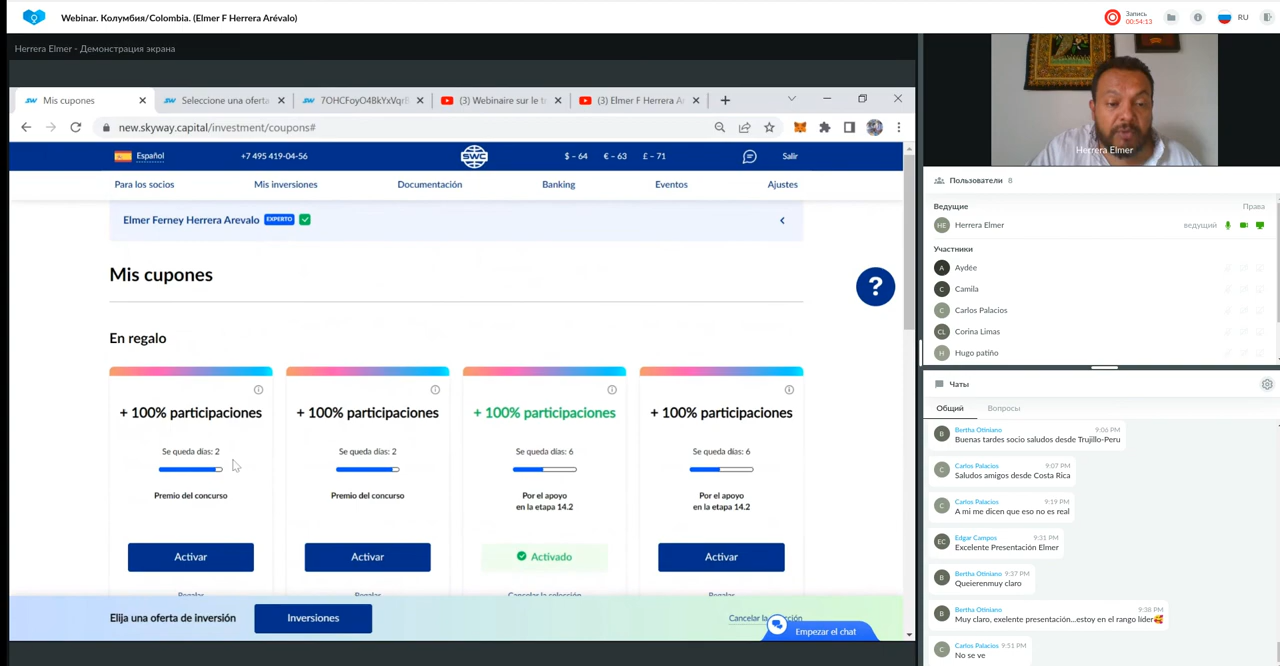 Webinar. Колумбия/Colombia. (Elmer F Herrera Arévalo)
Запись
00:54:13
RU
Herrera Elmer - Демонстрация экрана
Mis cupones
Seleccione una oferta
(3) Webinaire sur le t
(3) Elmer F Herrera A
new.skyway.capital/investment/coupons#
Español
+7 495 419-04-56
SWC
$ – 64
€ – 63
£ – 71
Salir
Para los socios
Mis inversiones
Documentación
Banking
Eventos
Ajustes
Elmer Ferney Herrera Arevalo EXPERTO
Mis cupones
?
En regalo
+ 100% participaciones
Se queda días: 2
Premio del concurso
Activar
Regalar
+ 100% participaciones
Se queda días: 2
Premio del concurso
Activar
Regalar
+ 100% participaciones
Se queda días: 6
Por el apoyo
en la etapa 14.2
Activado
Cancelar la selección
+ 100% participaciones
Se queda días: 6
Por el apoyo
en la etapa 14.2
Activar
Regalar
Elija una oferta de inversión
Inversiones
Empezar el chat
Herrera Elmer
Пользователи 8
Ведущие
Права
HE
Herrera Elmer
ведущий
Участники
A
Aydée
C
Camila
C
Carlos Palacios
CL
Corina Limas
H
Hugo patiño
Чаты
Общий
Вопросы
B
Bertha Otiniano
9:06 PM
Buenas tardes socio saludos desde Trujillo-Peru
C
Carlos Palacios
9:07 PM
Saludos amigos desde Costa Rica
C
Carlos Palacios
9:19 PM
A mi me dicen que eso no es real
EC
Edgar Campos
9:31 PM
Excelente Presentación Elmer
B
Bertha Otiniano
9:37 PM
Queierenmuy claro
B
Bertha Otiniano
9:38 PM
Muy claro, exelente presentación...estoy en el rango líder🥰
C
Carlos Palacios
9:51 PM
No se ve